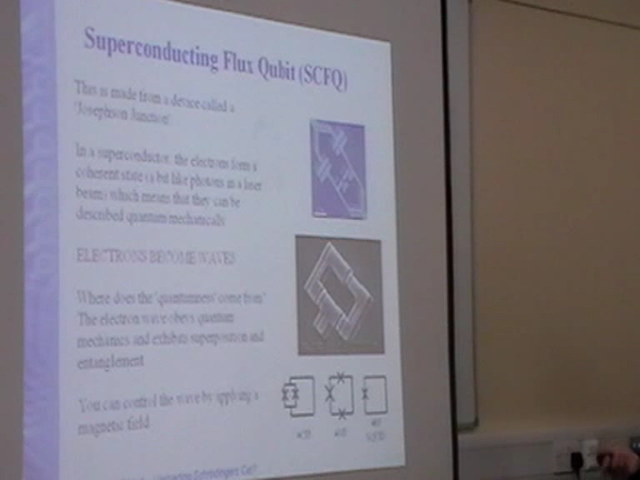 Superconducting Flux Qubit (SCFQ)
This is made from a device called a
'Josephson Junction'.
In a superconductor, the electrons form a
coherent state (a bit like photons in a laser
beam) which means that they can be
described quantum mechanically.
ELECTRONS BECOME WAVES
Where does the 'quantumness' come from?
The electron wave obeys quantum
mechanics and exhibits superposition and
entanglement.
You can control the wave by applying a
magnetic field.
Schrodingers Cat?